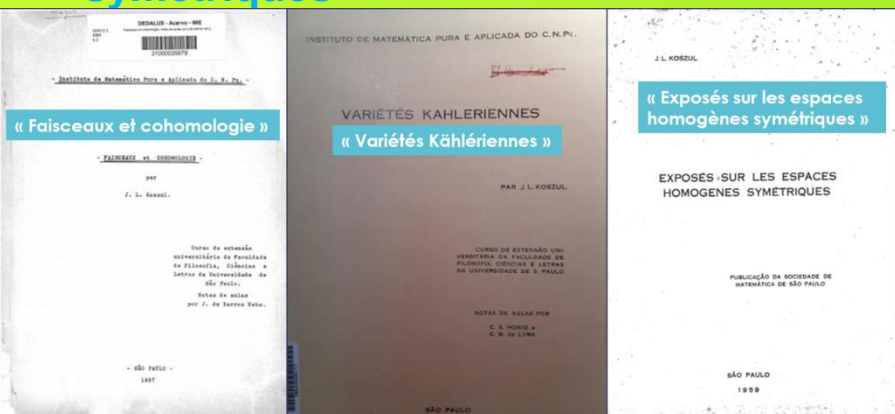 symétriques
DEDALUS - Acervo - IME
31000035679
- Instituto de Matemática Pura e Aplicada do C. N. Pq. -
« Faisceaux et cohomologie »
- FAISCEAUX et COHOMOLOGIE -
par
J. L. Koszul.
Curso de extensão
universitária da Faculdade
de Filosofia, Ciências e
Letras da Universidade de
São Paulo.
Notas de aulas
por J. de Barros Neto.
- SÃO PAULO -
1957
INSTITUTO DE MATEMÁTICA PURA E APLICADA DO C.N.Pq.
VARIÉTÉS KAHLERIENNES
« Variétés Kählériennes »
PAR J.L. KOSZUL.
CURSO DE EXTENSÃO UNI-
VERSITÁRIA DA FACULDADE DE
FILOSOFIA, CIÊNCIAS E LETRAS
DA UNIVERSIDADE DE S. PAULO
NOTAS DE AULAS POR
C. S. HONIG e
C. B. DE LYRA
SÃO PAULO
J. L. KOSZUL
« Exposés sur les espaces
homogènes symétriques »
EXPOSÉS SUR LES ESPACES
HOMOGENES SYMÉTRIQUES
PUBLICAÇÃO DA SOCIEDADE DE
MATEMÁTICA DE SÃO PAULO
SÃO PAULO
1959